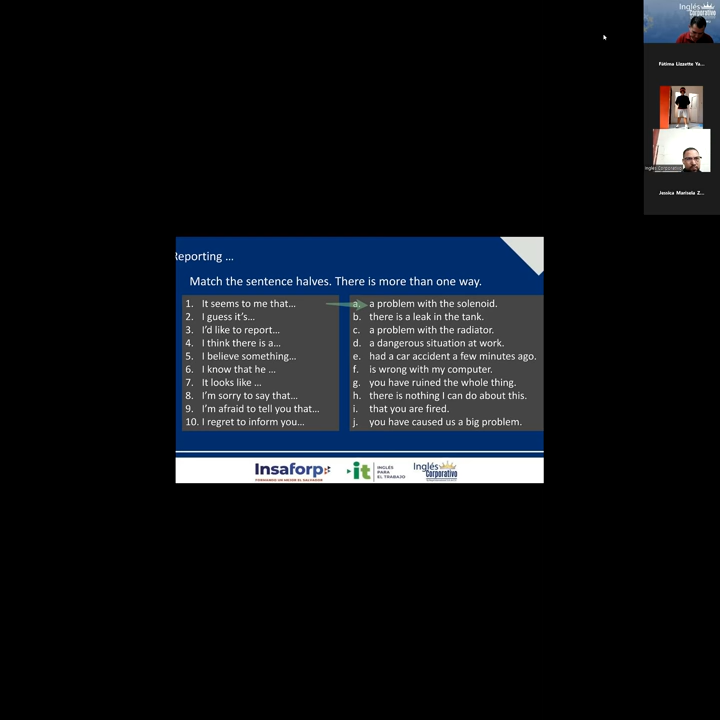 Inglés
Corporativo
Fátima Lizzette Ya...
Inglés Corporativo
Jessica Marisela Z...
Reporting ...
Match the sentence halves. There is more than one way.
1. It seems to me that...
2. I guess it's...
3. I'd like to report...
4. I think there is a...
5. I believe something...
6. I know that he ...
7. It looks like ...
8. I'm sorry to say that...
9. I'm afraid to tell you that...
10. I regret to inform you...
a. a problem with the solenoid.
b. there is a leak in the tank.
c. a problem with the radiator.
d. a dangerous situation at work.
e. had a car accident a few minutes ago.
f. is wrong with my computer.
g. you have ruined the whole thing.
h. there is nothing I can do about this.
i. that you are fired.
j. you have caused us a big problem.
Insaforp
FORMANDO UN MEJOR EL SALVADOR
it
INGLÉS
PARA
EL TRABAJO
Inglés
Corporativo